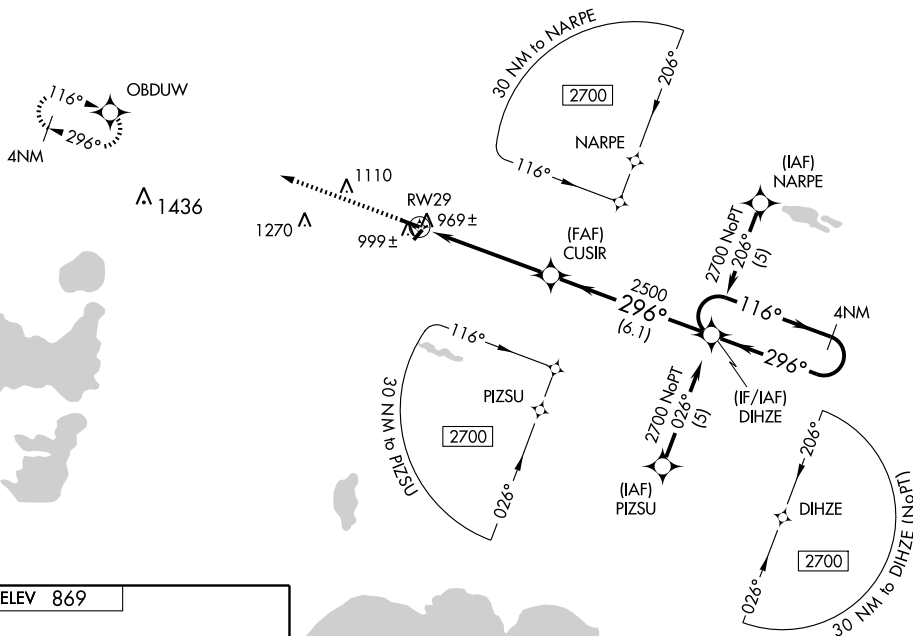 30 NM to NARPE
2700
206°
NARPE
116°
116°
OBDUW
296°
4NM
1436
1110
1270
RW29
969±
999±
(FAF)
CUSIR
(IAF)
NARPE
2700 NoPT
206°
(5)
2500
296°
(6.1)
116°
4NM
296°
(IF/IAF)
DIHZE
2700 NoPT
026°
(5)
(IAF)
PIZSU
116°
PIZSU
2700
026°
30 NM to PIZSU
206°
DIHZE
2700
026°
30 NM to DIHZE (NoPT)
ELEV 869